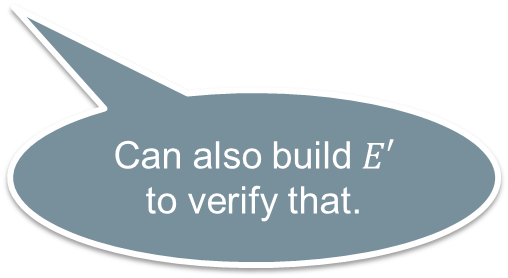 Can also build 𝐸′
to verify that.